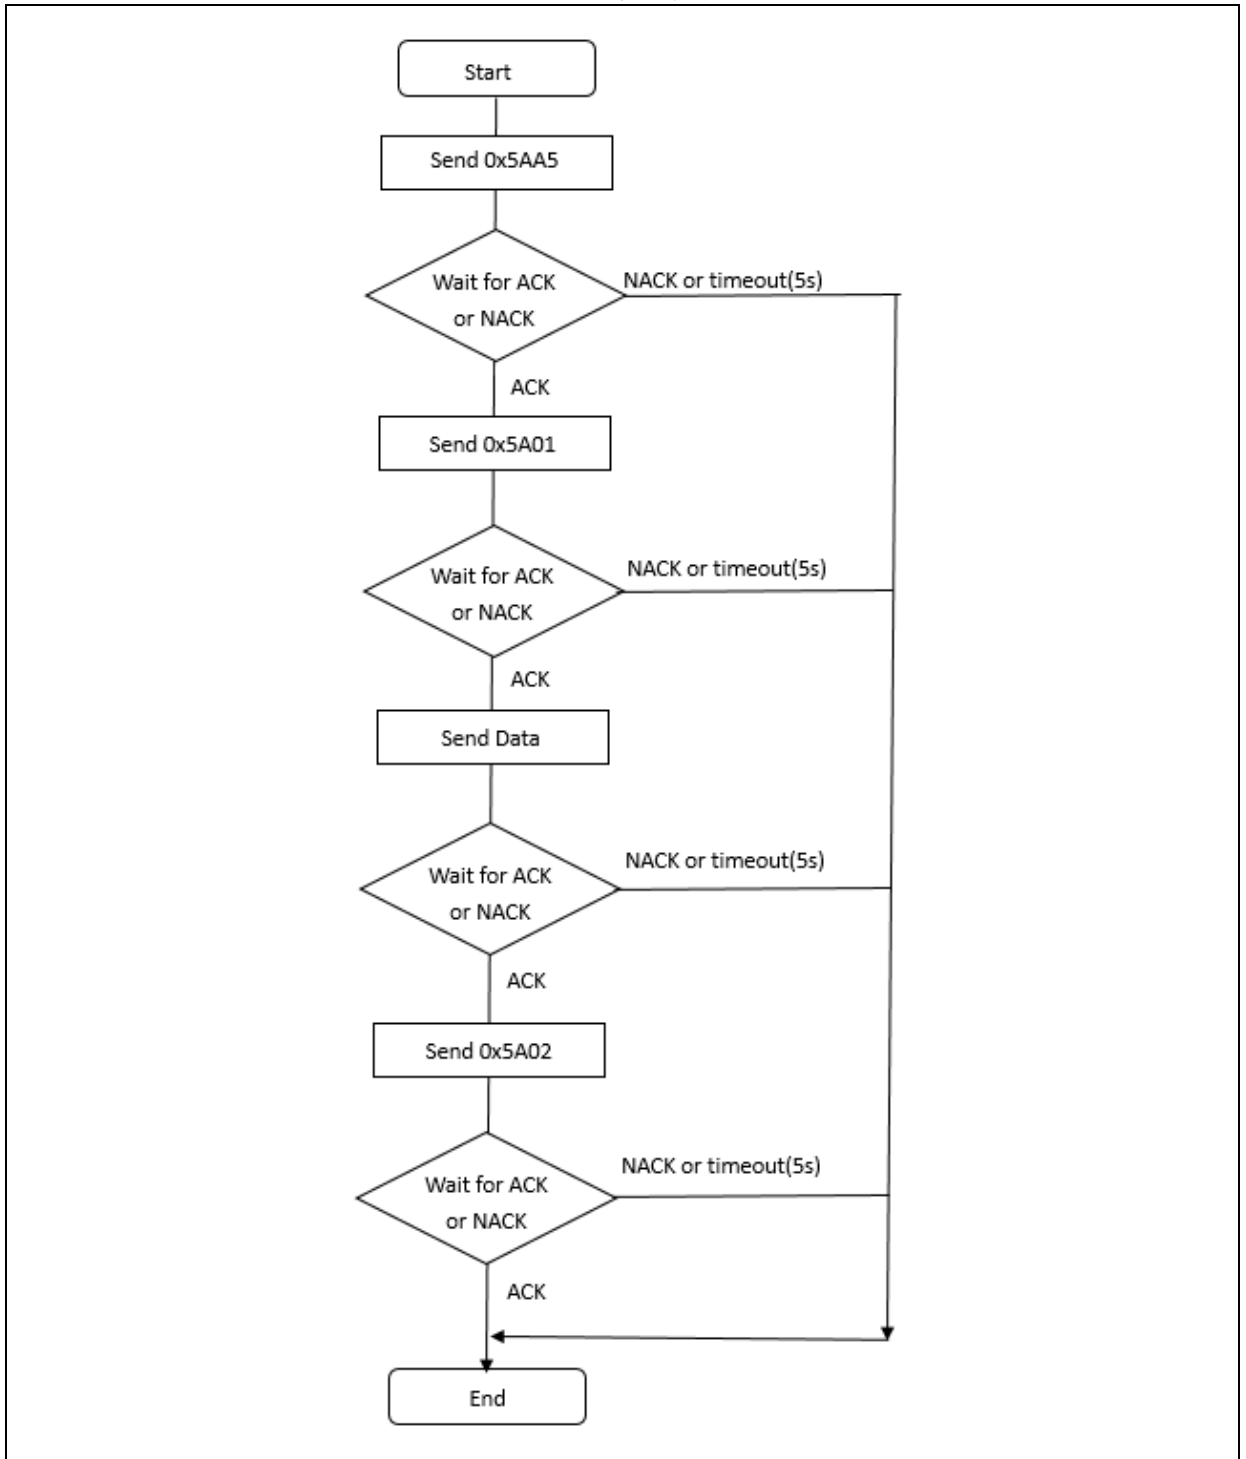 Start
Send 0x5AA5
Wait for ACK
or NACK
NACK or timeout(5s)
ACK
Send 0x5A01
Wait for ACK
or NACK
NACK or timeout(5s)
ACK
Send Data
Wait for ACK
or NACK
NACK or timeout(5s)
ACK
Send 0x5A02
Wait for ACK
or NACK
NACK or timeout(5s)
ACK
End